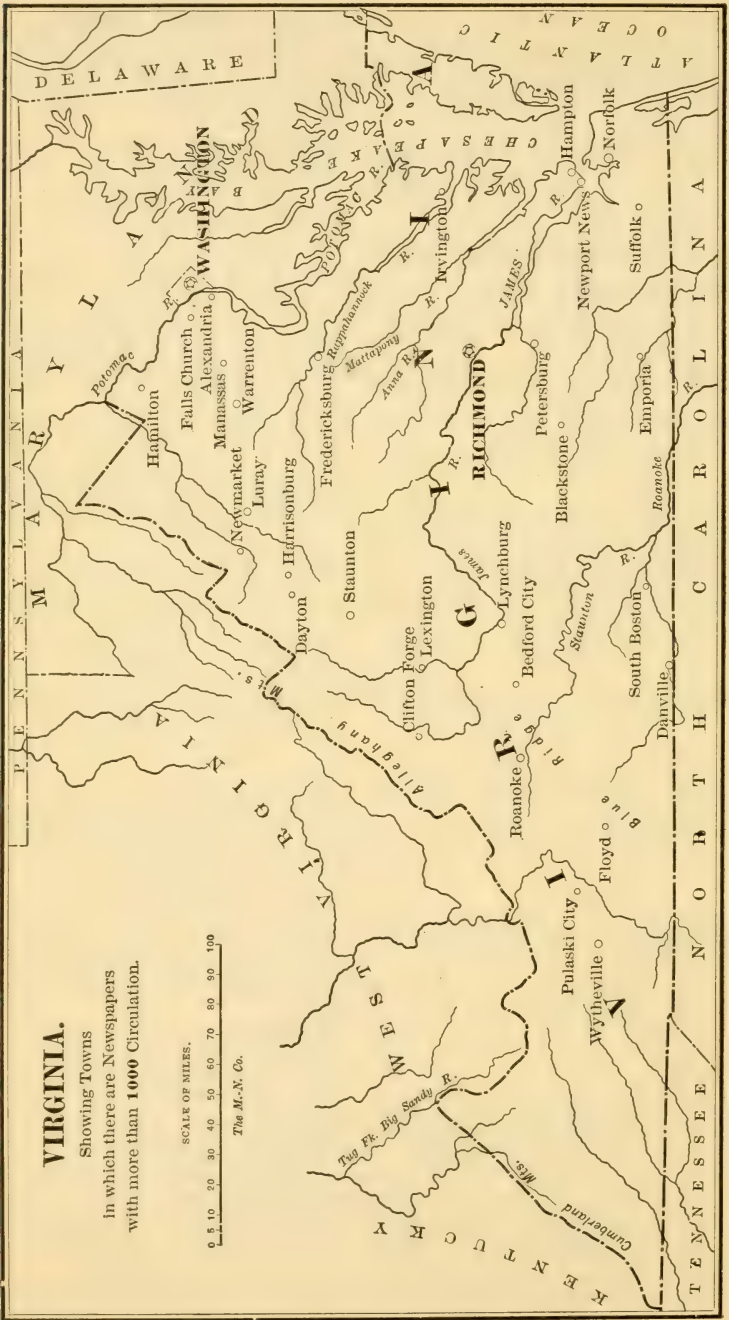 VIRGINIA.
Showing Towns
in which there are Newspapers
with more than 1000 Circulation.
SCALE OF MILES.
0 5 10 20 30 40 50 60 70 80 90 100
The M.-N. Co.
PENNSYLVANIA
MARYLAND
DELAWARE
WEST VIRGINIA
KENTUCKY
TENNESSEE
NORTH CAROLINA
VIRGINIA
ATLANTIC
OCEAN
CHESAPEAKE
BAY
WASHINGTON
POTOMAC
R.
Potomac
R.
Hamilton
Falls Church
Alexandria
Manassas
Warrenton
Newmarket
Luray
Harrisonburg
Dayton
Staunton
Fredericksburg
Rappahannock
R.
Mattapony
R.
Anna R.
Irvington
RICHMOND
JAMES
R.
James
R.
Hampton
Newport News
Norfolk
Suffolk
Petersburg
Blackstone
Emporia
Roanoke
R.
Clifton Forge
Lexington
Lynchburg
Bedford City
Staunton
R.
South Boston
Danville
Roanoke
Blue Ridge
Floyd
Pulaski City
Wytheville
Alleghany
Mts.
Tug Fk. Big Sandy R.
Cumberland
Mts.